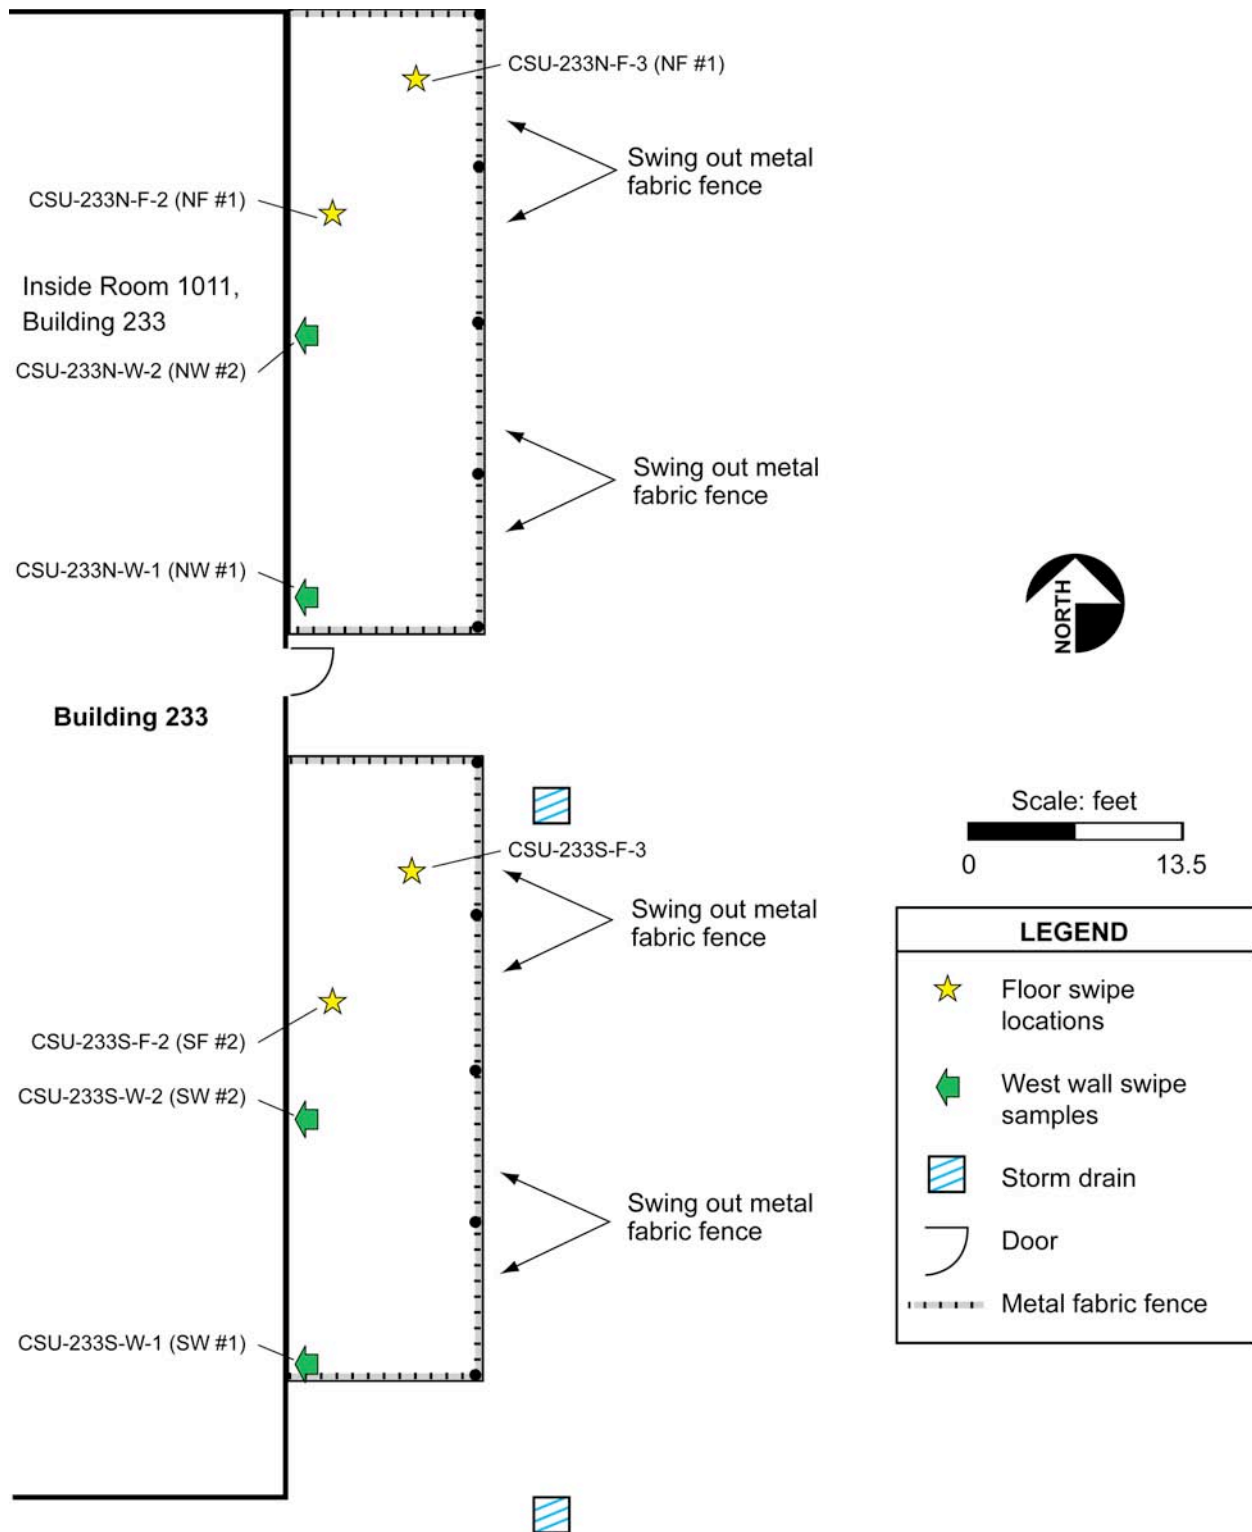 CSU-233N-F-3 (NF #1)
Swing out metal
fabric fence
CSU-233N-F-2 (NF #1)
Inside Room 1011,
Building 233
CSU-233N-W-2 (NW #2)
Swing out metal
fabric fence
CSU-233N-W-1 (NW #1)
NORTH
Building 233
Scale: feet
0 13.5
CSU-233S-F-3
Swing out metal
fabric fence
CSU-233S-F-2 (SF #2)
CSU-233S-W-2 (SW #2)
Swing out metal
fabric fence
CSU-233S-W-1 (SW #1)
LEGEND
Floor swipe
locations
West wall swipe
samples
Storm drain
Door
Metal fabric fence